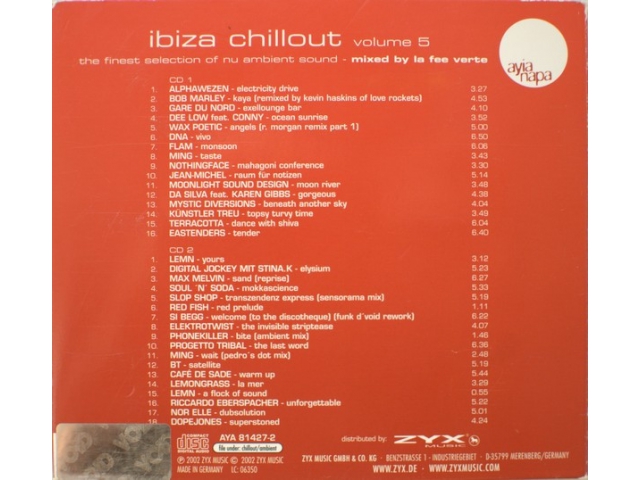 ibiza chillout volume 5
the finest selection of nu ambient sound - mixed by la fee verte
ayia
napa
CD 1
1. ALPHAWEZEN - electricity drive 3.27
2. BOB MARLEY - kaya (remixed by kevin haskins of love rockets) 4.53
3. GARE DU NORD - exellounge bar 4.10
4. DEE LOW feat. CONNY - ocean sunrise 3.52
5. WAX POETIC - angels (r. morgan remix part 1) 5.00
6. DNA - vivo 6.50
7. FLAM - monsoon 6.06
8. MING - taste 3.43
9. NOTHINGFACE - mahagoni conference 3.30
10. JEAN-MICHEL - raum für notizen 5.14
11. MOONLIGHT SOUND DESIGN - moon river 3.48
12. DA SILVA feat. KAREN GIBBS - gorgeous 4.38
13. MYSTIC DIVERSIONS - beneath another sky 4.04
14. KÜNSTLER TREU - topsy turvy time 3.49
15. TERRACOTTA - dance with shiva 6.04
16. EASTENDERS - tender 6.40
CD 2
1. LEMN - yours 3.12
2. DIGITAL JOCKEY MIT STINA.K - elysium 5.23
3. MAX MELVIN - sand (reprise) 6.27
4. SOUL 'N' SODA - mokkascience 5.33
5. SLOP SHOP - transzendenz express (sensorama mix) 5.19
6. RED FISH - red prelude 1.11
7. SI BEGG - welcome (to the discotheque) (funk d'void rework) 6.22
8. ELEKTROTWIST - the invisible striptease 4.07
9. PHONEKILLER - bite (ambient mix) 1.46
10. PROGETTO TRIBAL - the last word 6.36
11. MING - wait (pedro's dot mix) 2.48
12. BT - satellite 5.19
13. CAFÉ DE SADE - warm up 5.44
14. LEMONGRASS - la mer 3.29
15. LEMN - a flock of sound 0.55
16. RICCARDO EBERSPACHER - unforgettable 5.22
17. NOR ELLE - dubsolution 5.01
18. DOPEJONES - superstoned 4.24
COMPACT
disc
DIGITAL AUDIO
AYA 81427-2
file under: chillout/ambient
distributed by: ZYX
MUSIC
ZYX MUSIC GMBH & CO. KG · BENZSTRASSE 1 · INDUSTRIEGEBIET · D-35799 MERENBERG/GERMANY
℗ 2002 ZYX MUSIC © 2002 ZYX MUSIC
MADE IN GERMANY LC: 06350
WWW.ZYX.DE · WWW.ZYXMUSIC.COM